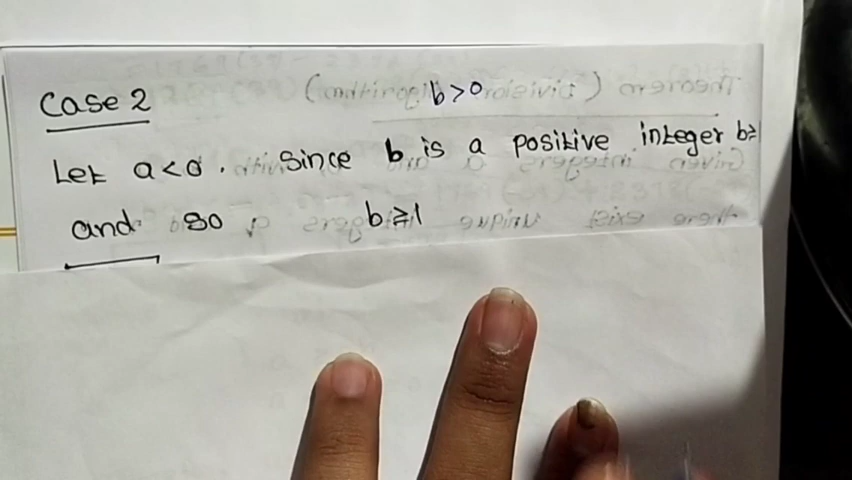 Case 2
b>0
Let a<0. Since b is a positive integer b≥1
and so b≥1